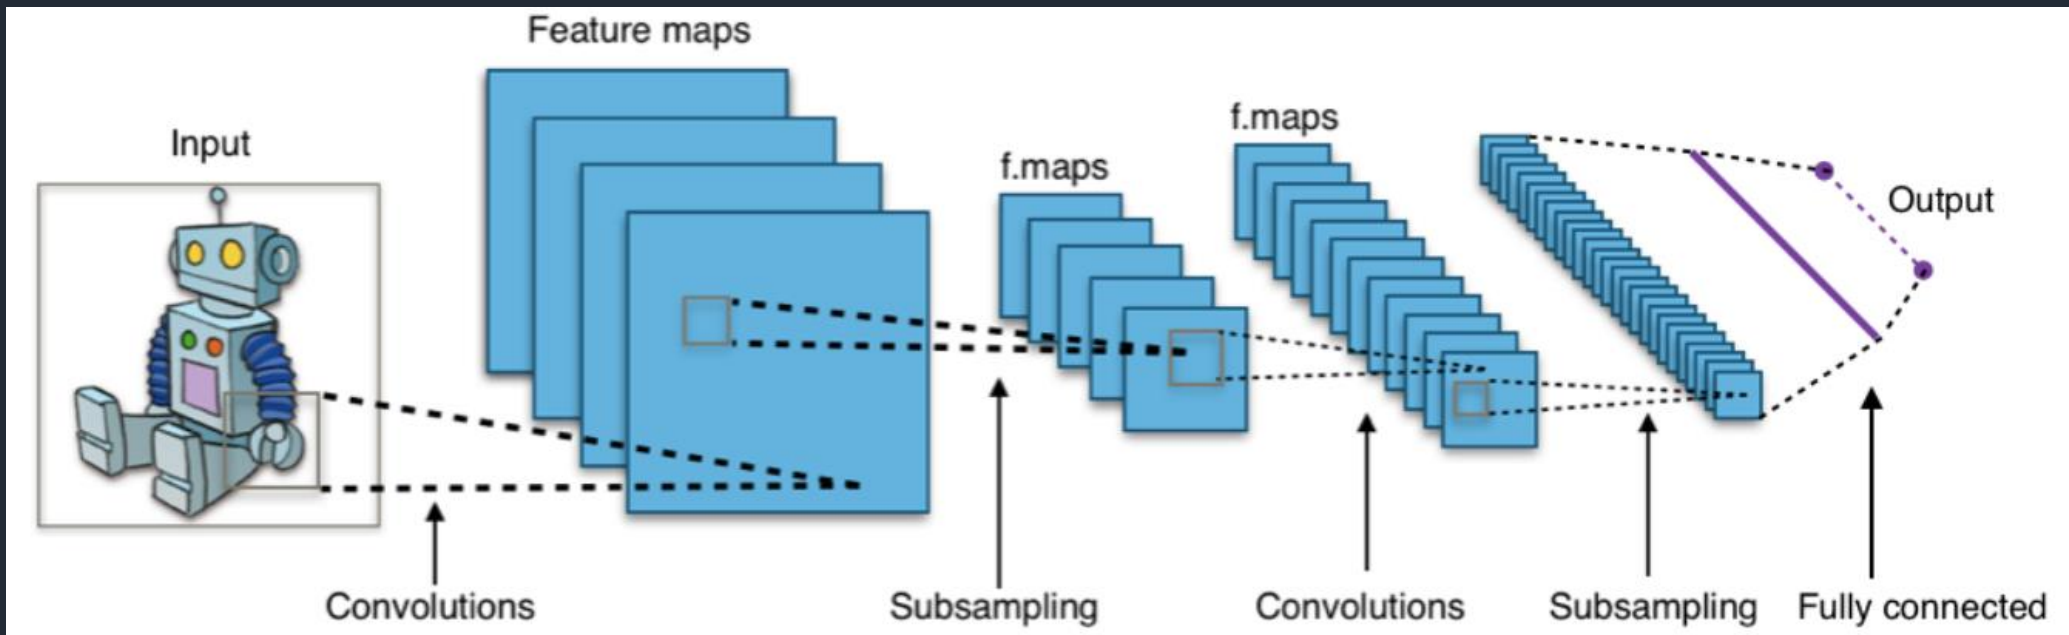 Feature maps
Input
f.maps
f.maps
Output
Convolutions
Subsampling
Convolutions
Subsampling
Fully connected